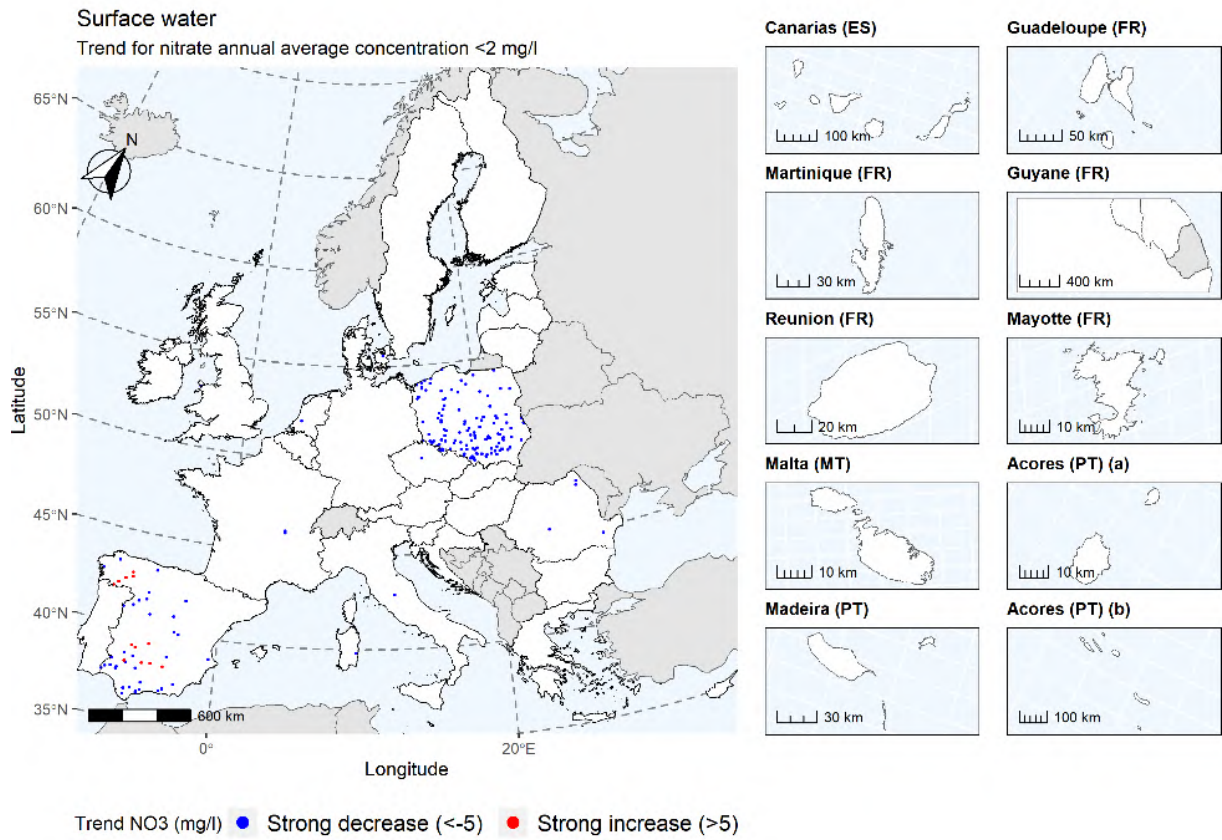 Surface water
Trend for nitrate annual average concentration <2 mg/l
65°N
60°N
55°N
50°N
45°N
40°N
35°N
Latitude
N
600 km
0°
20°E
Longitude
Canarias (ES)
100 km
Guadeloupe (FR)
50 km
Martinique (FR)
30 km
Guyane (FR)
400 km
Reunion (FR)
20 km
Mayotte (FR)
10 km
Malta (MT)
10 km
Acores (PT) (a)
10 km
Madeira (PT)
30 km
Acores (PT) (b)
100 km
Trend NO3 (mg/l) Strong decrease (<-5) Strong increase (>5)